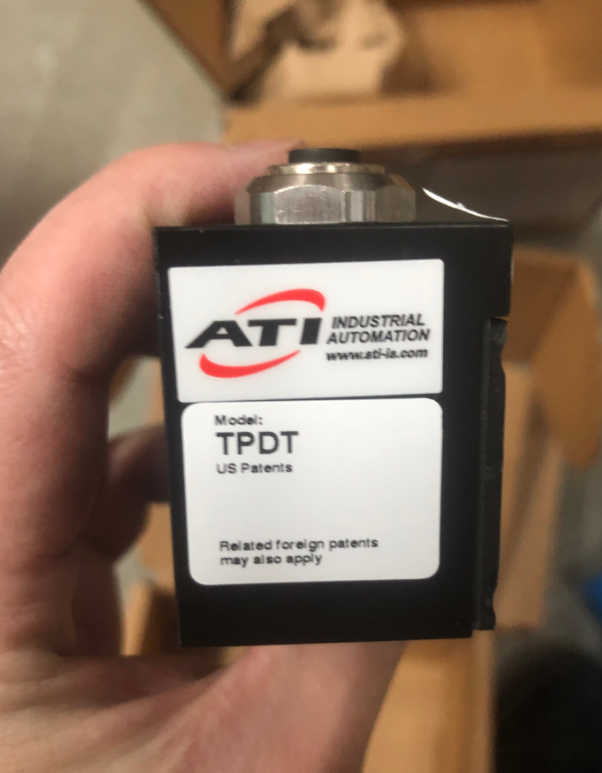 ATI INDUSTRIAL
AUTOMATION
www.ati-ia.com
Model:
TPDT
US Patents
Related foreign patents
may also apply